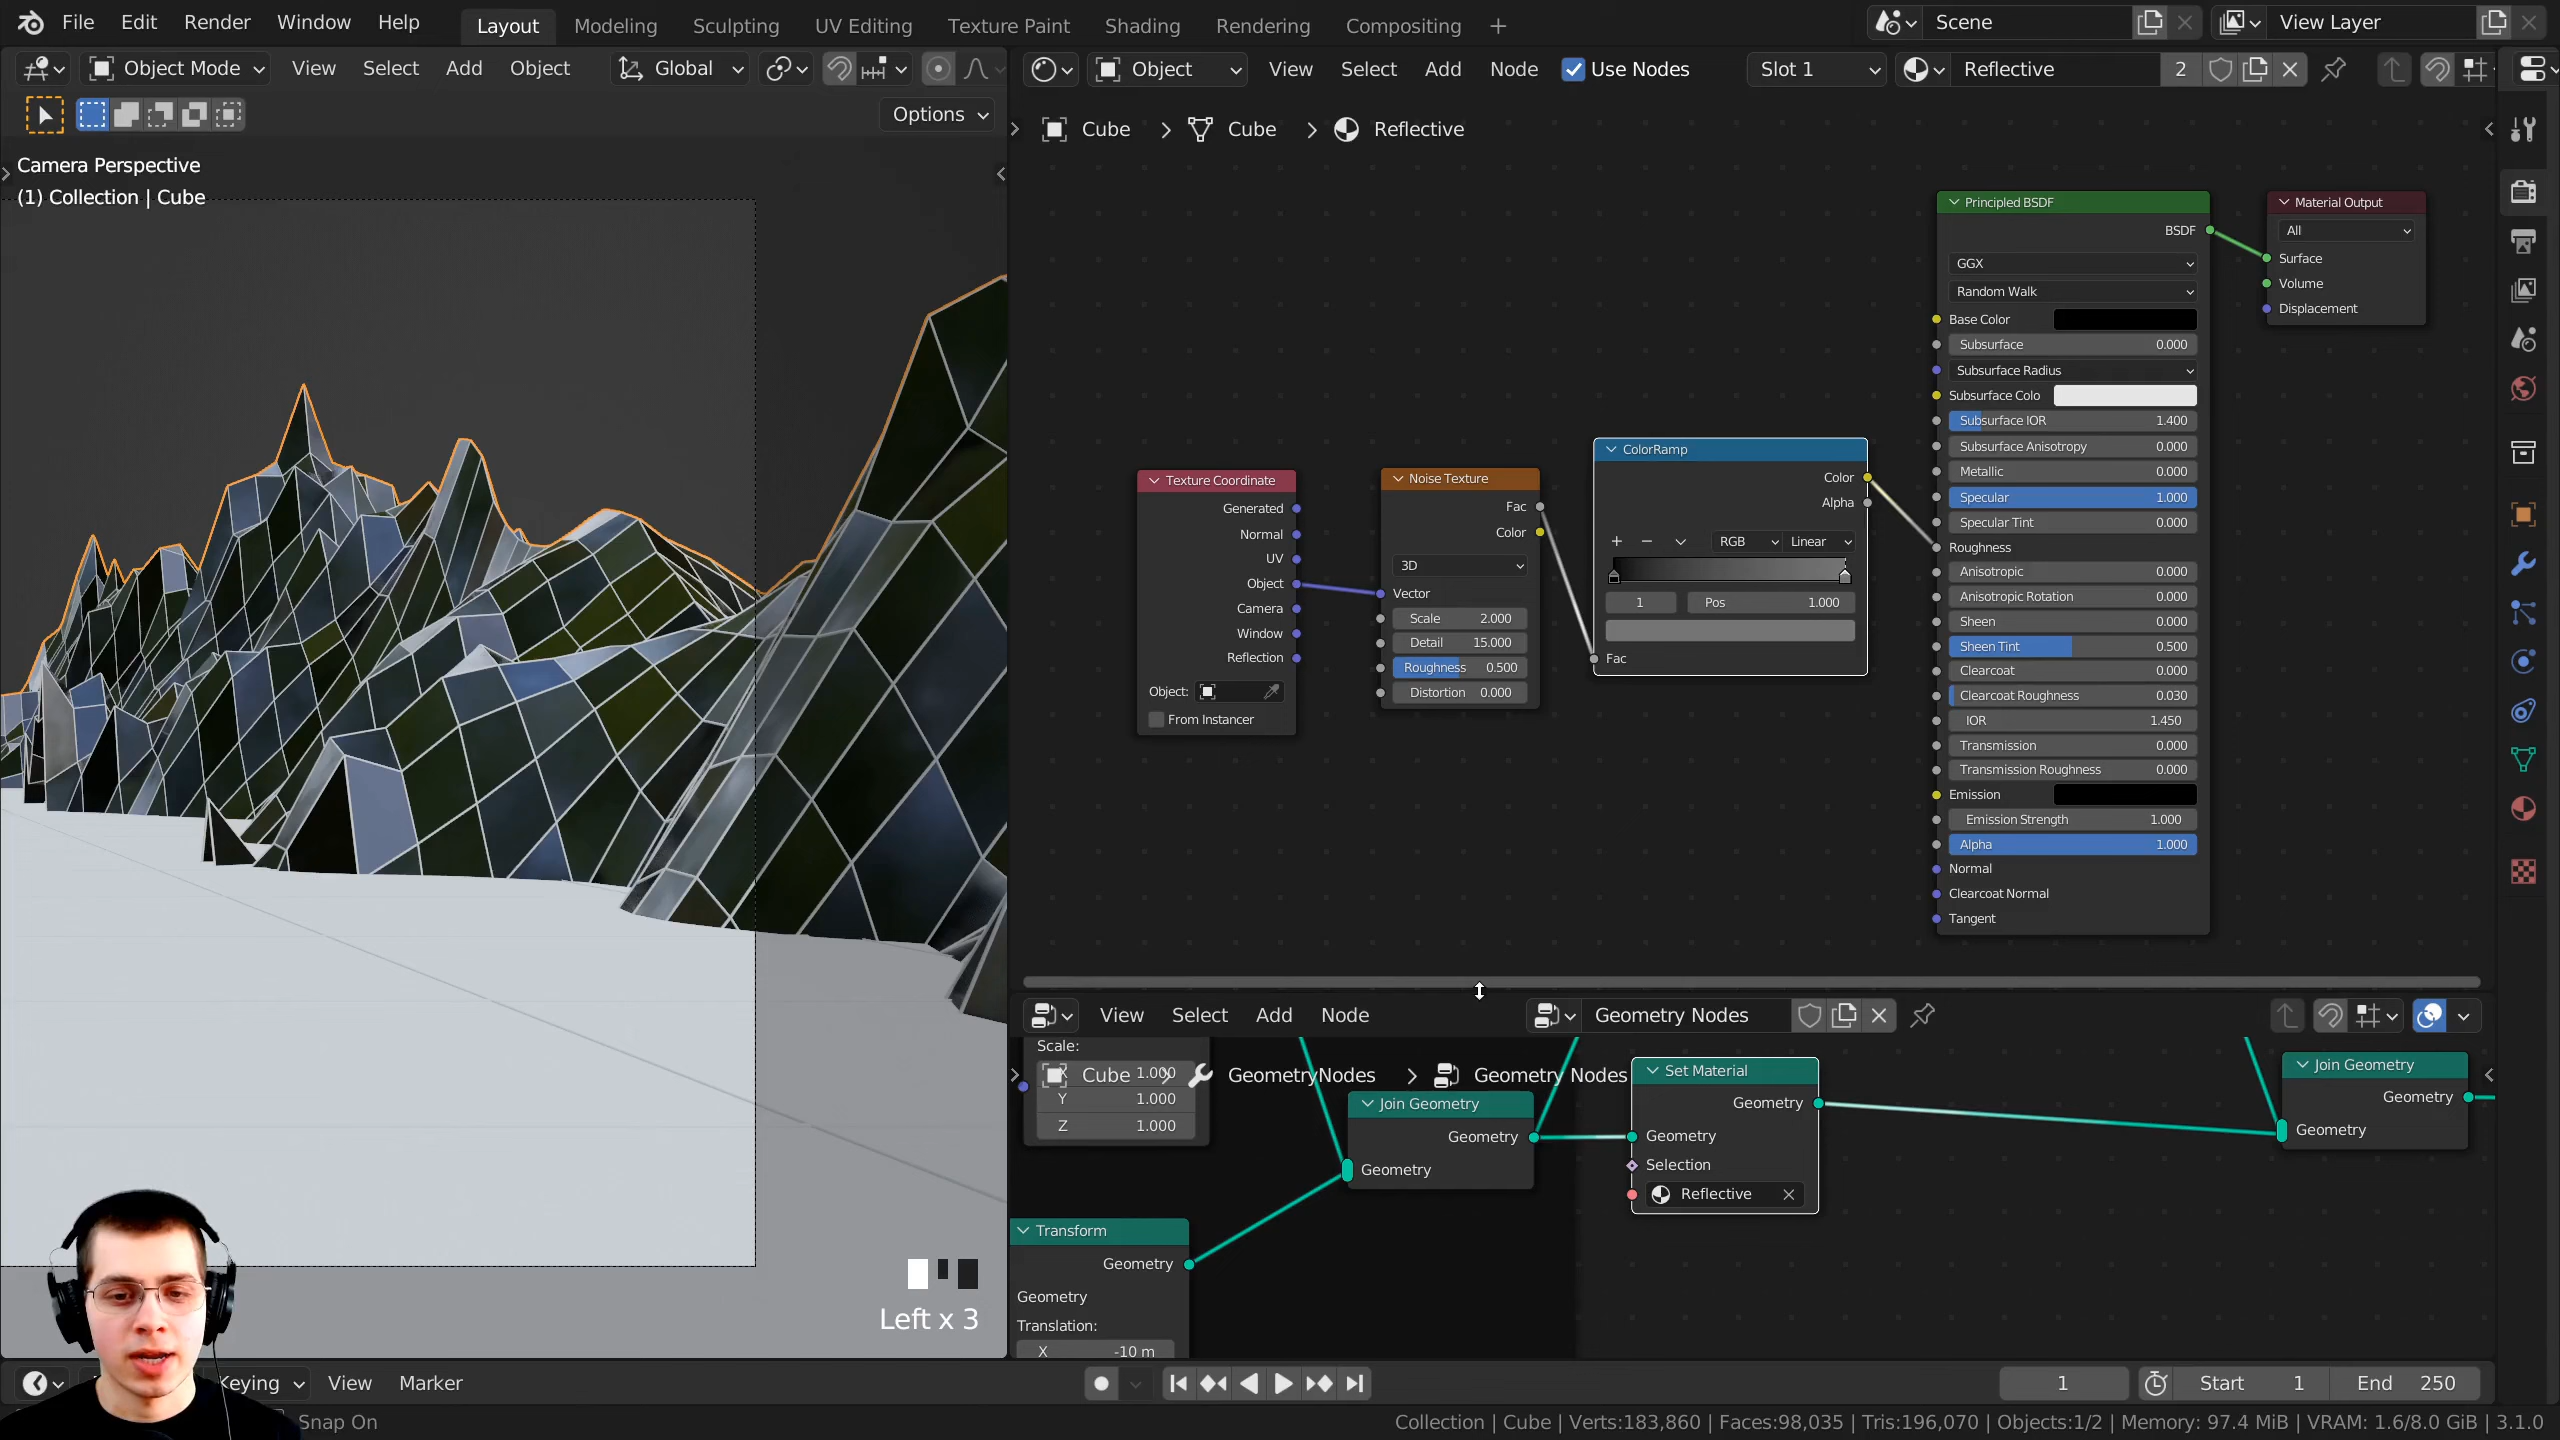 File Edit Render Window Help Layout Modeling Sculpting UV Editing Texture Paint Shading Rendering Compositing + Scene View Layer
Object Mode View Select Add Object Global
Options
Camera Perspective
(1) Collection | Cube
Object View Select Add Node Use Nodes Slot 1 Reflective 2
Cube > Cube > Reflective
Texture Coordinate
Generated
Normal
UV
Object
Camera
Window
Reflection
Object:
From Instancer
Noise Texture
Fac
Color
3D
Vector
Scale 2.000
Detail 15.000
Roughness 0.500
Distortion 0.000
ColorRamp
Color
Alpha
+ − RGB Linear
1 Pos 1.000
Fac
Principled BSDF
BSDF
GGX
Random Walk
Base Color
Subsurface 0.000
Subsurface Radius
Subsurface Colo
Subsurface IOR 1.400
Subsurface Anisotropy 0.000
Metallic 0.000
Specular 1.000
Specular Tint 0.000
Roughness
Anisotropic 0.000
Anisotropic Rotation 0.000
Sheen 0.000
Sheen Tint 0.500
Clearcoat 0.000
Clearcoat Roughness 0.030
IOR 1.450
Transmission 0.000
Transmission Roughness 0.000
Emission
Emission Strength 1.000
Alpha 1.000
Normal
Clearcoat Normal
Tangent
Material Output
All
Surface
Volume
Displacement
View Select Add Node Geometry Nodes
Scale:
X 1.000
Y 1.000
Z 1.000
Cube > GeometryNodes > Geometry Nodes
Join Geometry
Geometry
Geometry
Set Material
Geometry
Geometry
Selection
Reflective
Join Geometry
Geometry
Geometry
Transform
Geometry
Geometry
Translation:
X -10 m
Left x 3
Keying View Marker
1 Start 1 End 250
Snap On
Collection | Cube | Verts:183,860 | Faces:98,035 | Tris:196,070 | Objects:1/2 | Memory: 97.4 MiB | VRAM: 1.6/8.0 GiB | 3.1.0